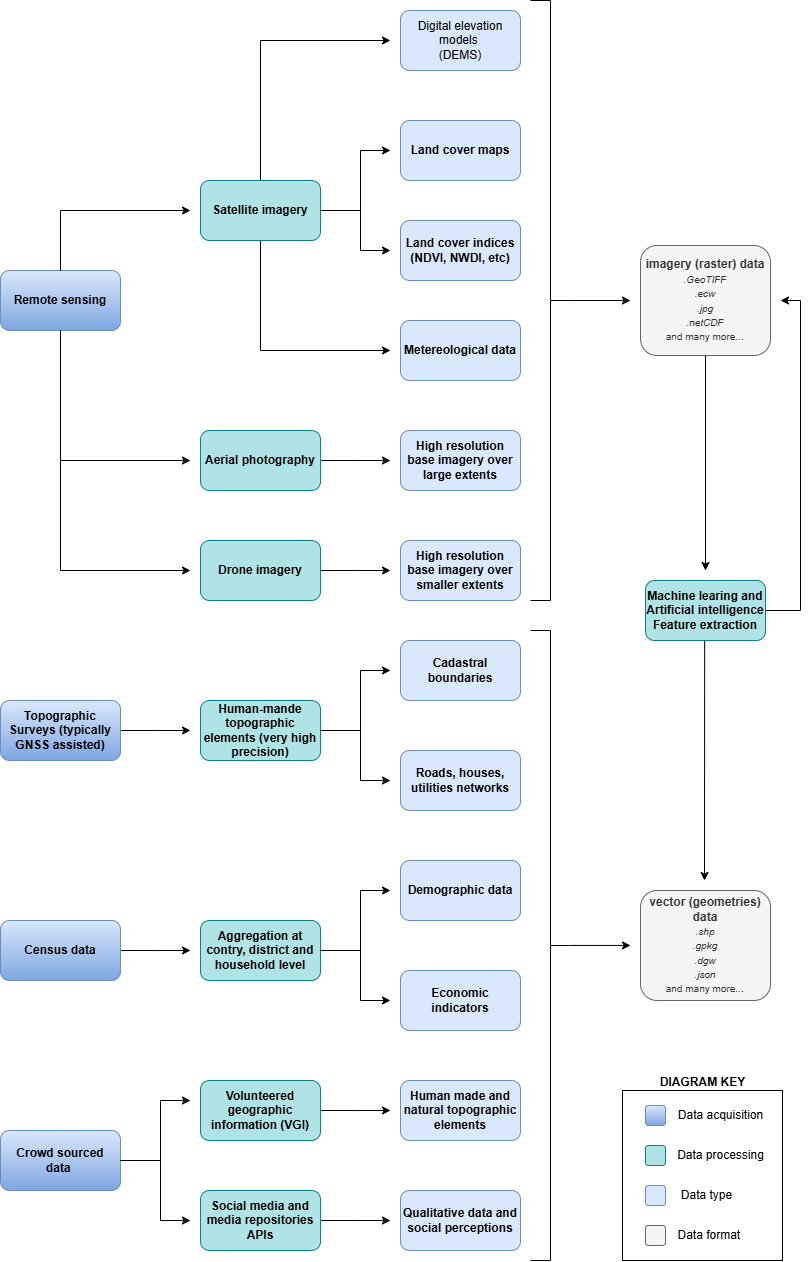 Digital elevation
models
(DEMS)
Land cover maps
Satellite imagery
Land cover indices
(NDVI, NWDI, etc)
Remote sensing
Metereological data
Aerial photography
High resolution
base imagery over
large extents
Drone imagery
High resolution
base imagery over
smaller extents
imagery (raster) data
.GeoTIFF
.ecw
.jpg
.netCDF
and many more...
Machine learing and
Artificial intelligence
Feature extraction
Topographic
Surveys (typically
GNSS assisted)
Human-mande
topographic
elements (very high
precision)
Cadastral
boundaries
Roads, houses,
utilities networks
Census data
Aggregation at
contry, district and
household level
Demographic data
Economic
indicators
vector (geometries)
data
.shp
.gpkg
.dgw
.json
and many more...
Crowd sourced
data
Volunteered
geographic
information (VGI)
Human made and
natural topographic
elements
Social media and
media repositories
APIs
Qualitative data and
social perceptions
DIAGRAM KEY
Data acquisition
Data processing
Data type
Data format